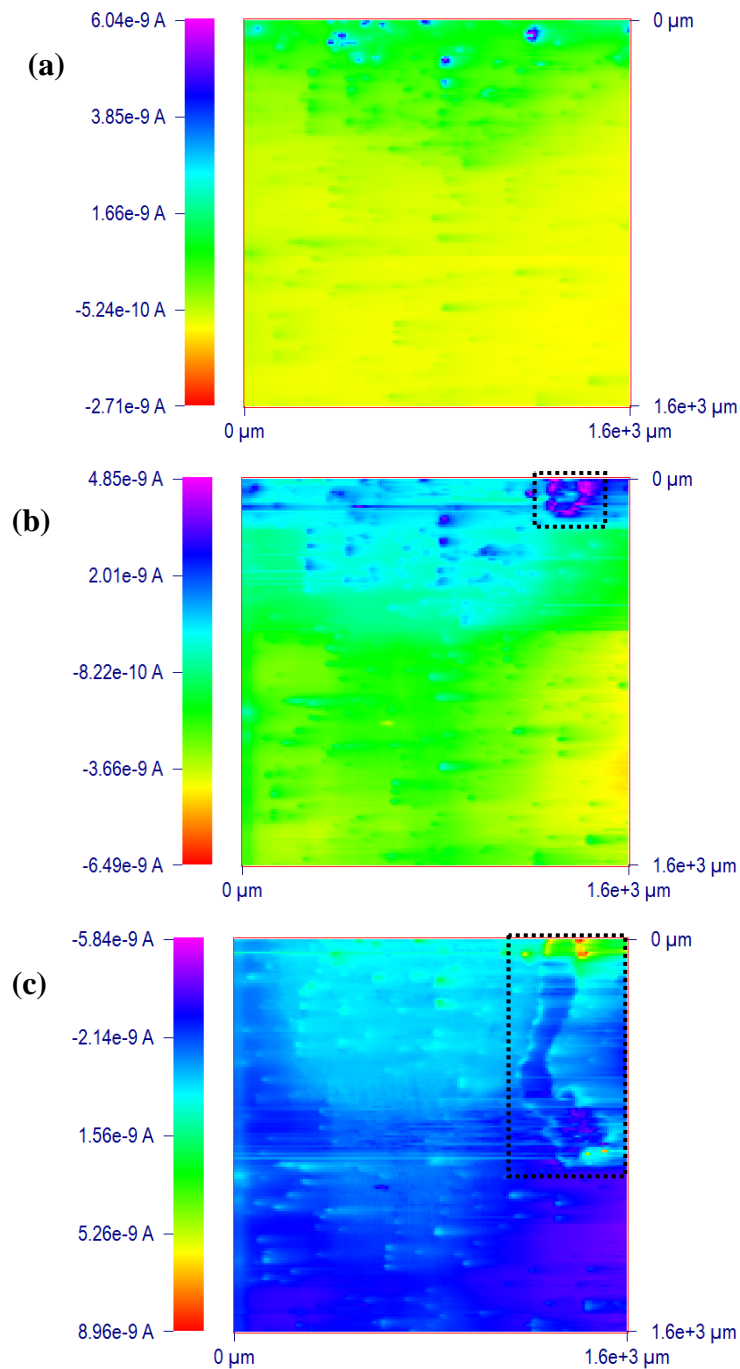 (a)
6.04e-9 A
3.85e-9 A
1.66e-9 A
-5.24e-10 A
-2.71e-9 A
0 µm
1.6e+3 µm
0 µm
1.6e+3 µm
(b)
4.85e-9 A
2.01e-9 A
-8.22e-10 A
-3.66e-9 A
-6.49e-9 A
0 µm
1.6e+3 µm
0 µm
1.6e+3 µm
(c)
-5.84e-9 A
-2.14e-9 A
1.56e-9 A
5.26e-9 A
8.96e-9 A
0 µm
1.6e+3 µm
0 µm
1.6e+3 µm